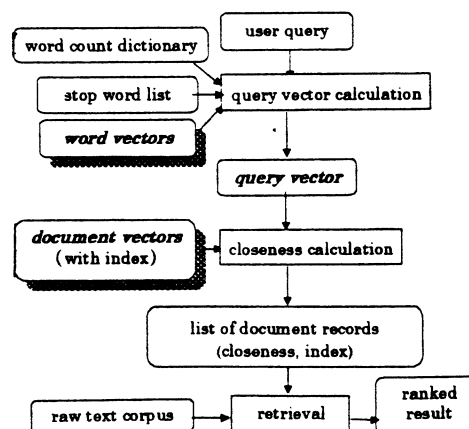 user query
word count dictionary
stop word list
query vector calculation
word vectors
query vector
document vectors
(with index)
closeness calculation
list of document records
(closeness, index)
raw text corpus
retrieval
ranked
result